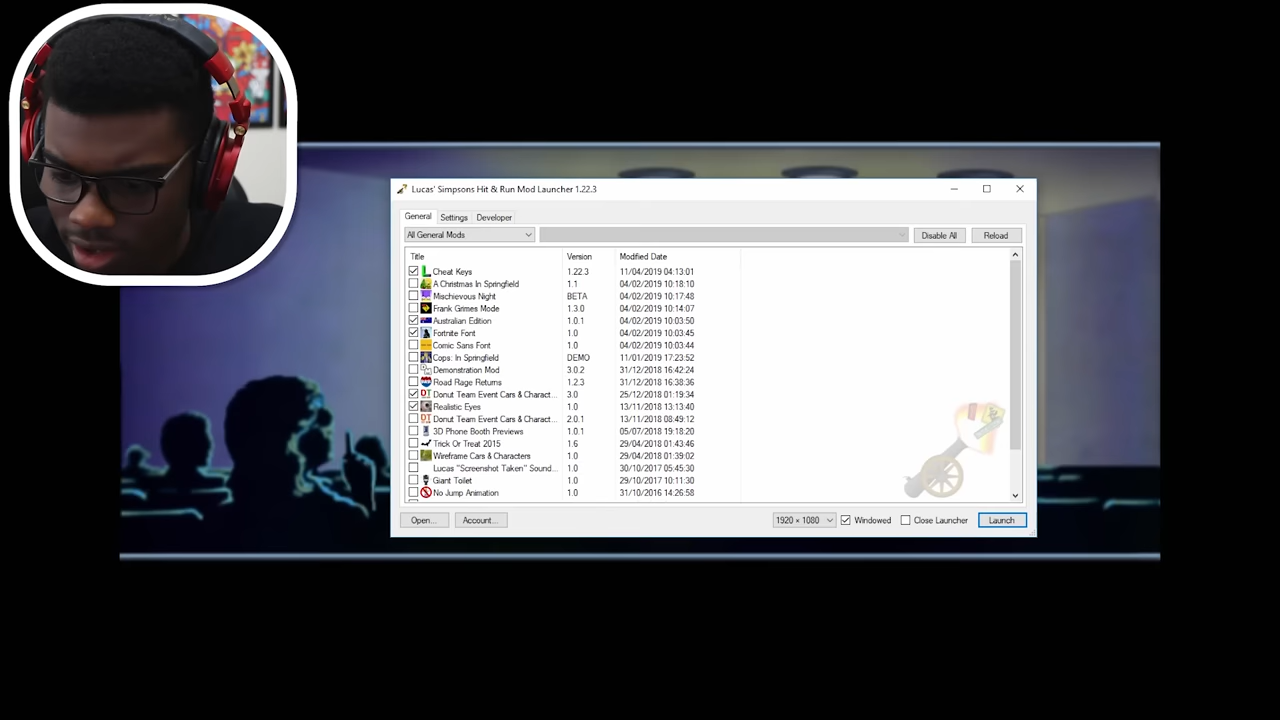 Lucas' Simpsons Hit & Run Mod Launcher 1.22.3
General Settings Developer
All General Mods Disable All Reload
Title Version Modified Date
Cheat Keys 1.22.3 11/04/2019 04:13:01
A Christmas In Springfield 1.1 04/02/2019 10:18:10
Mischievous Night BETA 04/02/2019 10:17:48
Frank Grimes Mode 1.3.0 04/02/2019 10:14:07
Australian Edition 1.0.1 04/02/2019 10:03:50
Fortnite Font 1.0 04/02/2019 10:03:45
Comic Sans Font 1.0 04/02/2019 10:03:44
Cops: In Springfield DEMO 11/01/2019 17:23:52
Demonstration Mod 3.0.2 31/12/2018 16:42:24
Road Rage Returns 1.2.3 31/12/2018 16:38:36
Donut Team Event Cars & Charact... 3.0 25/12/2018 01:19:34
Realistic Eyes 1.0 13/11/2018 13:13:40
Donut Team Event Cars & Charact... 2.0.1 13/11/2018 08:49:12
3D Phone Booth Previews 1.0.1 05/07/2018 19:18:20
Trick Or Treat 2015 1.6 29/04/2018 01:43:46
Wireframe Cars & Characters 1.0 29/04/2018 01:39:02
Lucas "Screenshot Taken" Sound... 1.0 30/10/2017 05:45:30
Giant Toilet 1.0 29/10/2017 10:11:30
No Jump Animation 1.0 31/10/2016 14:26:58
Open... Account... 1920 × 1080 Windowed Close Launcher Launch